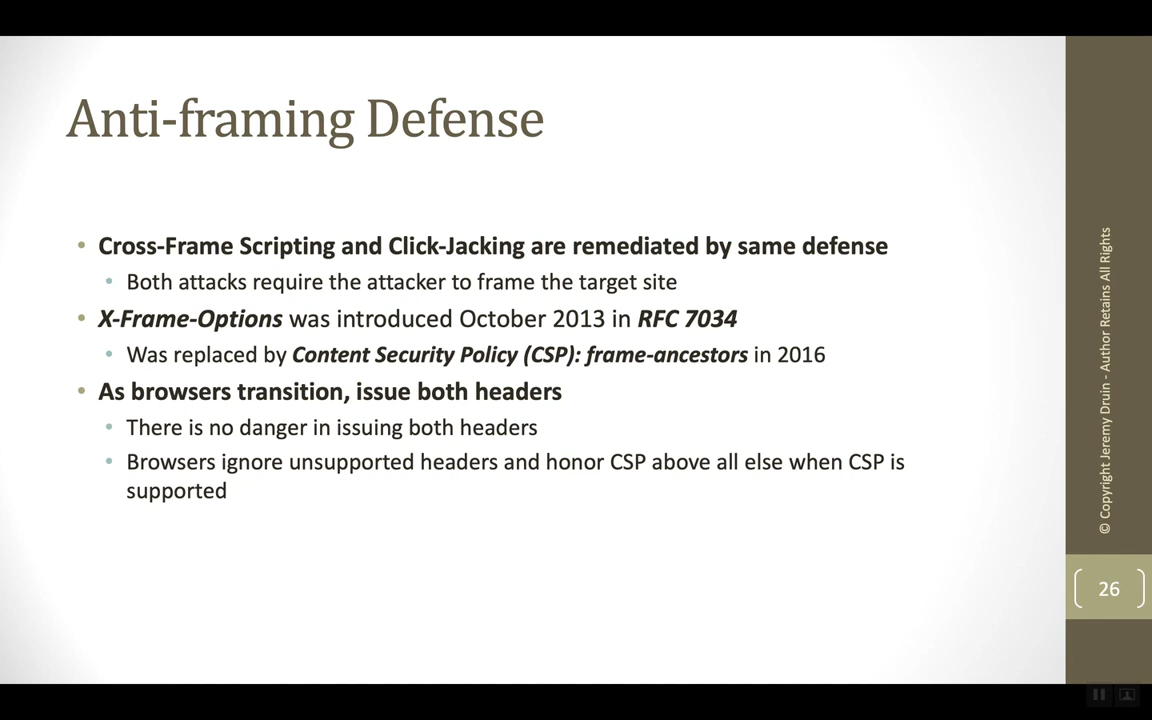 Anti-framing Defense
• Cross-Frame Scripting and Click-Jacking are remediated by same defense
• Both attacks require the attacker to frame the target site
• X-Frame-Options was introduced October 2013 in RFC 7034
• Was replaced by Content Security Policy (CSP): frame-ancestors in 2016
• As browsers transition, issue both headers
• There is no danger in issuing both headers
• Browsers ignore unsupported headers and honor CSP above all else when CSP is
supported
© Copyright Jeremy Druin - Author Retains All Rights
26